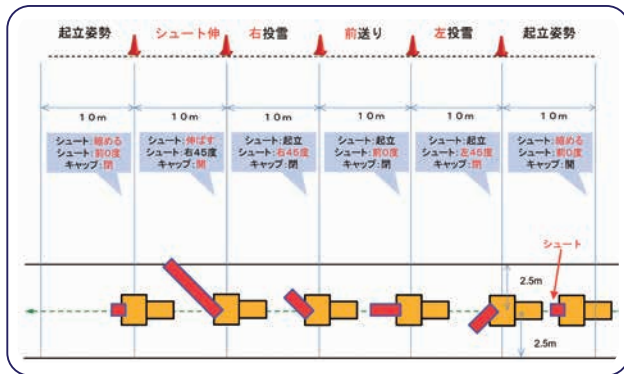 起立姿勢
シュート伸
右投雪
前送り
左投雪
起立姿勢
10m
10m
10m
10m
10m
10m
シュート：縮める
シュート：前0度
キャップ：閉
シュート：伸ばす
シュート：右45度
キャップ：開
シュート：起立
シュート：右45度
キャップ：閉
シュート：起立
シュート：前0度
キャップ：閉
シュート：起立
シュート：左45度
キャップ：閉
シュート：縮める
シュート：前0度
キャップ：開
シュート
2.5m
2.5m